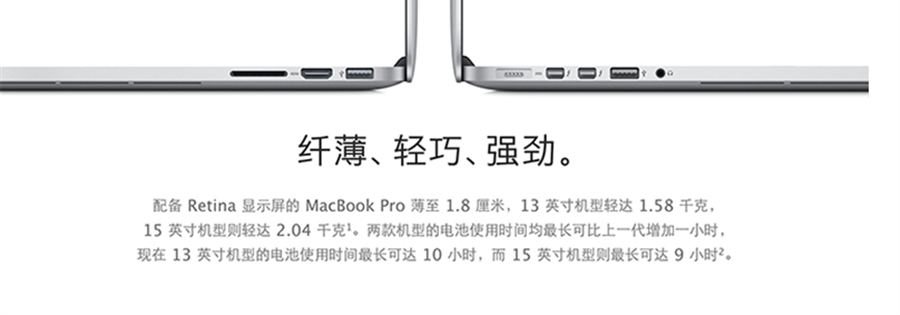 纤薄、轻巧、强劲。
配备 Retina 显示屏的 MacBook Pro 薄至 1.8 厘米，13 英寸机型轻达 1.58 千克，
15 英寸机型则轻达 2.04 千克¹。两款机型的电池使用时间均最长可比上一代增加一小时，
现在 13 英寸机型的电池使用时间最长可达 10 小时，而 15 英寸机型则最长可达 9 小时²。